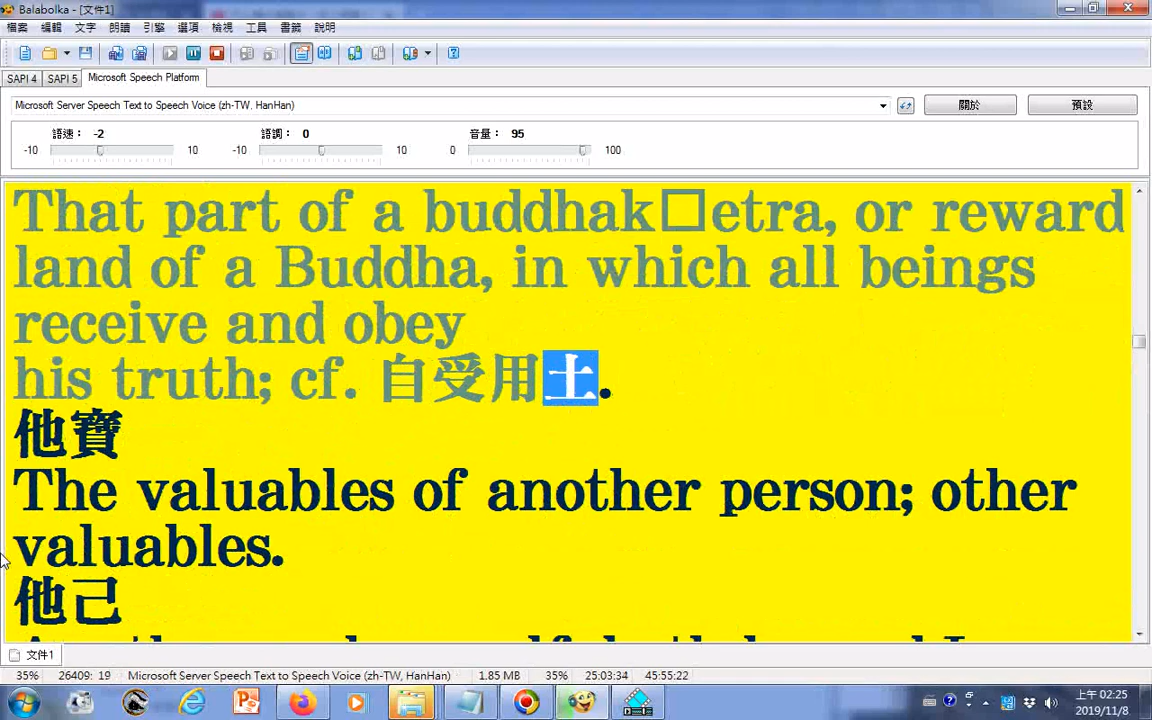 Balabolka - [文件1]
檔案 編輯 文字 朗讀 引擎 選項 檢視 工具 書籤 說明
SAPI 4 SAPI 5 Microsoft Speech Platform
Microsoft Server Speech Text to Speech Voice (zh-TW, HanHan) 關於 預設
語速： -2 語調： 0 音量： 95
-10 10 -10 10 0 100
That part of a buddhak□etra, or reward
land of a Buddha, in which all beings
receive and obey
his truth; cf. 自受用土.
他寶
The valuables of another person; other
valuables.
他己
文件1
35% 26409: 19 Microsoft Server Speech Text to Speech Voice (zh-TW, HanHan) 1.85 MB 35% 25:03:34 45:55:22
上午 02:25
2019/11/8